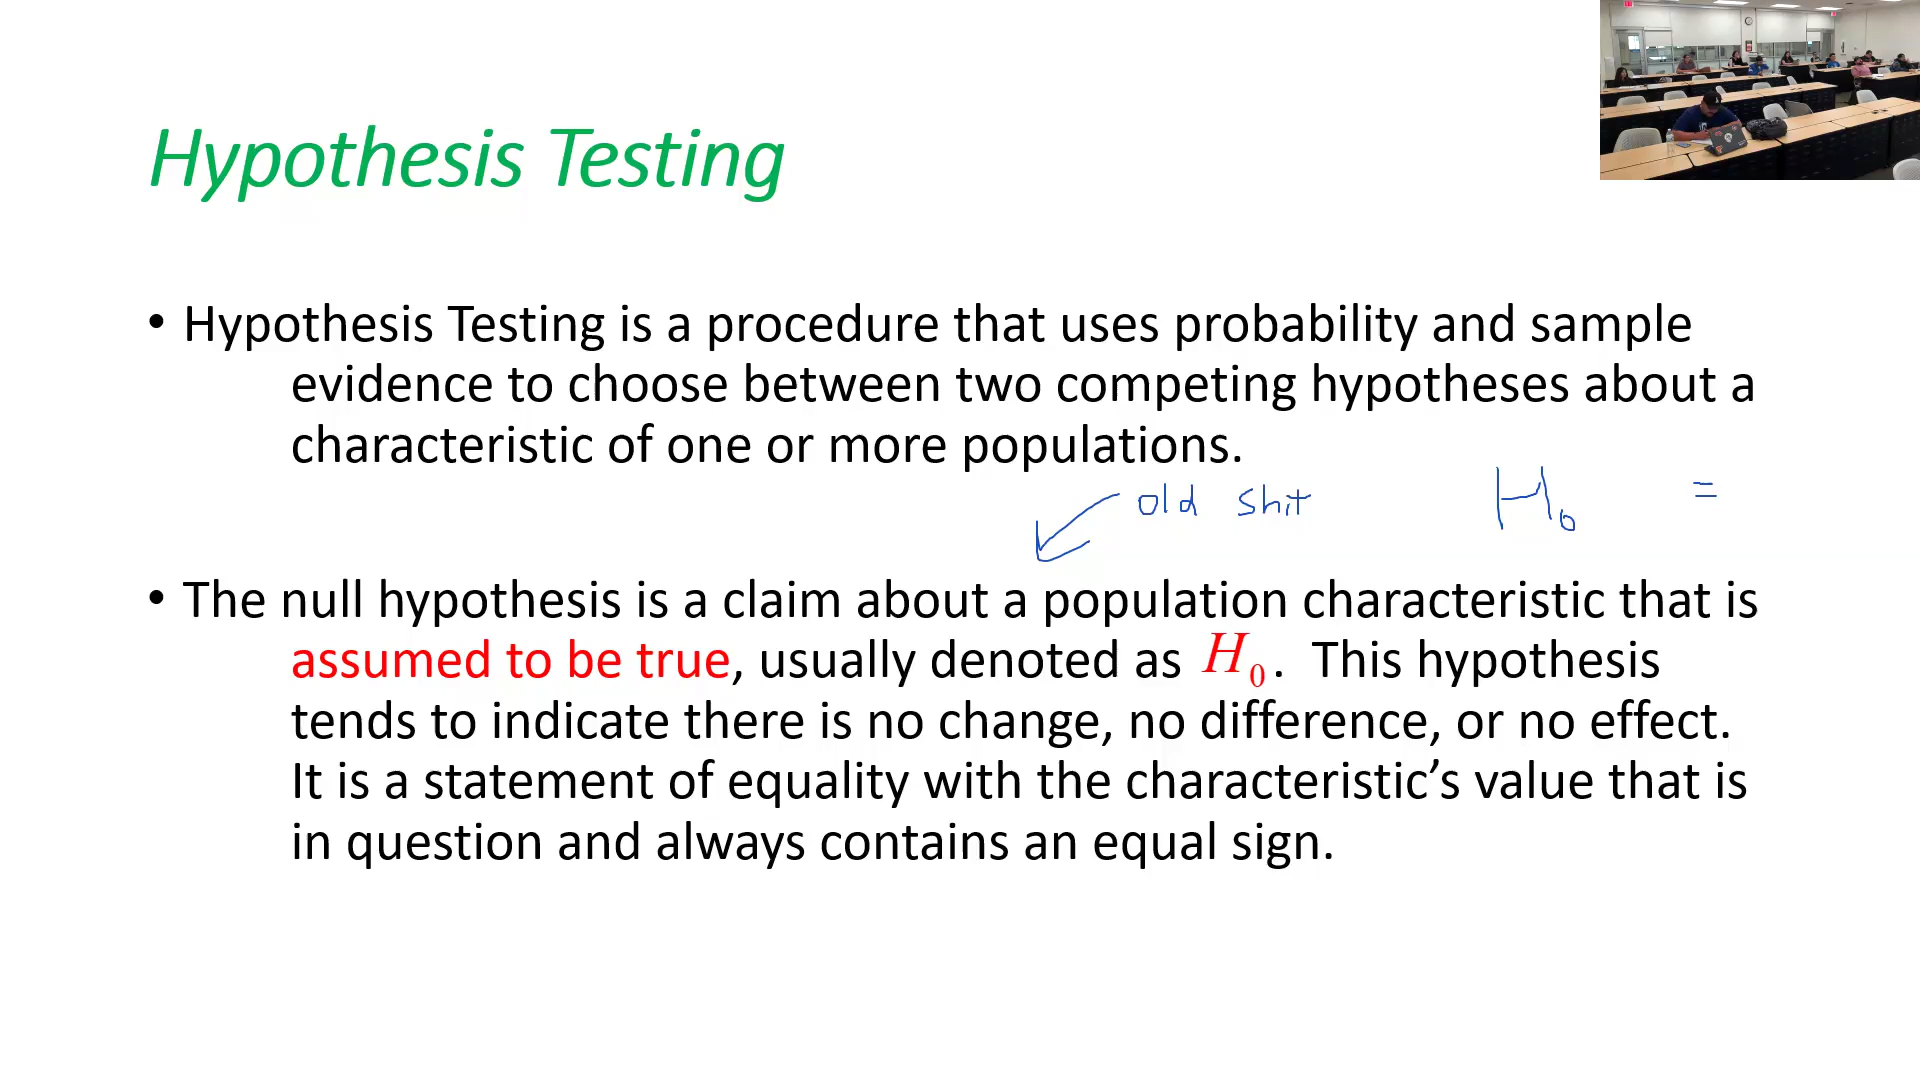 Hypothesis Testing
• Hypothesis Testing is a procedure that uses probability and sample
evidence to choose between two competing hypotheses about a
characteristic of one or more populations.
old shit H0 =
• The null hypothesis is a claim about a population characteristic that is
assumed to be true, usually denoted as H0. This hypothesis
tends to indicate there is no change, no difference, or no effect.
It is a statement of equality with the characteristic’s value that is
in question and always contains an equal sign.